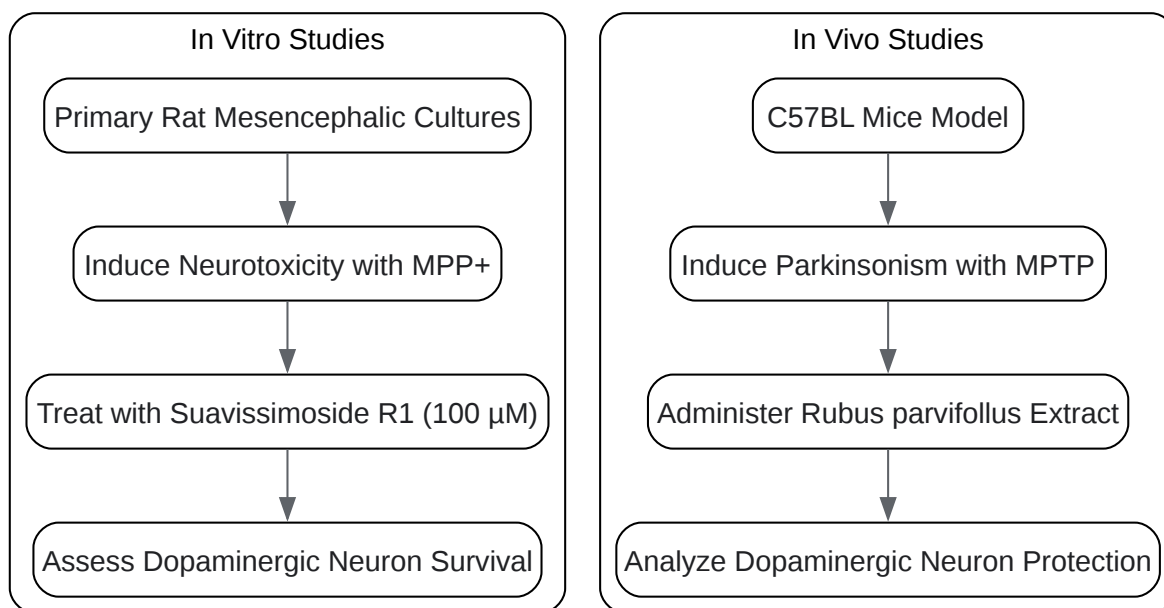 In Vitro Studies
Primary Rat Mesencephalic Cultures
Induce Neurotoxicity with MPP+
Treat with Suavissimoside R1 (100 µM)
Assess Dopaminergic Neuron Survival
In Vivo Studies
C57BL Mice Model
Induce Parkinsonism with MPTP
Administer Rubus parvifollus Extract
Analyze Dopaminergic Neuron Protection